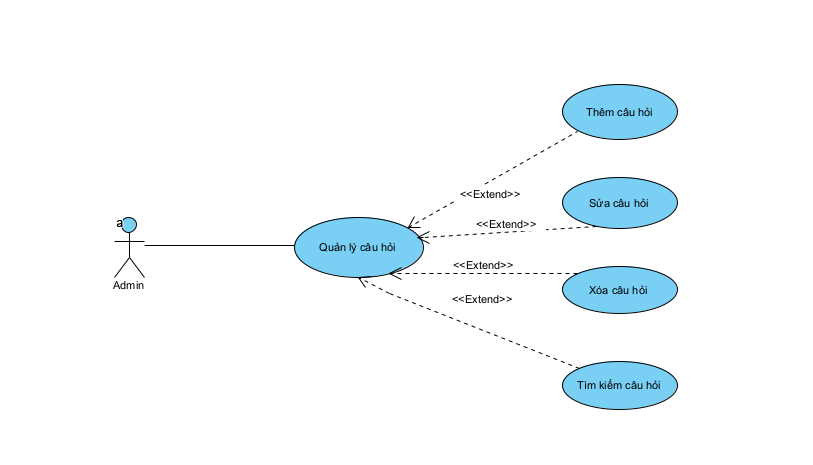 Thêm câu hỏi
<<Extend>>
Sửa câu hỏi
<<Extend>>
a
Quản lý câu hỏi
<<Extend>>
Admin
Xóa câu hỏi
<<Extend>>
Tìm kiếm câu hỏi